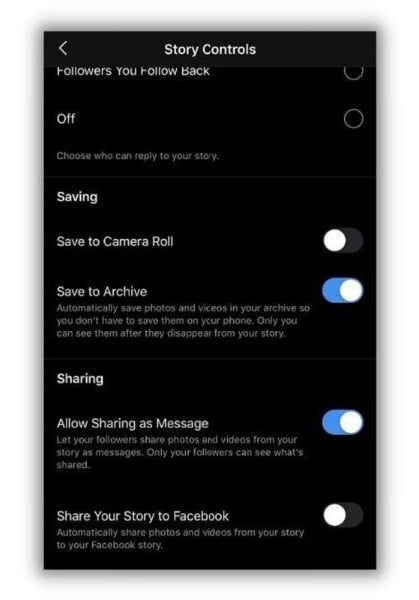 Story Controls
Followers You Follow Back
Off
Choose who can reply to your story.
Saving
Save to Camera Roll
Save to Archive
Automatically save photos and videos in your archive so
you don't have to save them on your phone. Only you
can see them after they disappear from your story.
Sharing
Allow Sharing as Message
Let your followers share photos and videos from your
story as messages. Only your followers can see what's
shared.
Share Your Story to Facebook
Automatically share photos and videos from your story
to your Facebook story.